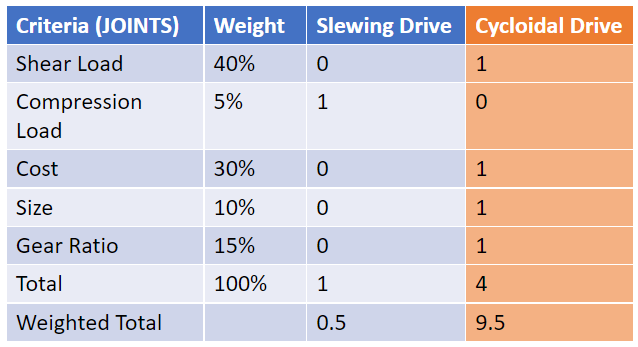 Criteria (JOINTS) Weight Slewing Drive Cycloidal Drive
Shear Load 40% 0 1
Compression 5% 1 0
Load
Cost 30% 0 1
Size 10% 0 1
Gear Ratio 15% 0 1
Total 100% 1 4
Weighted Total 0.5 9.5